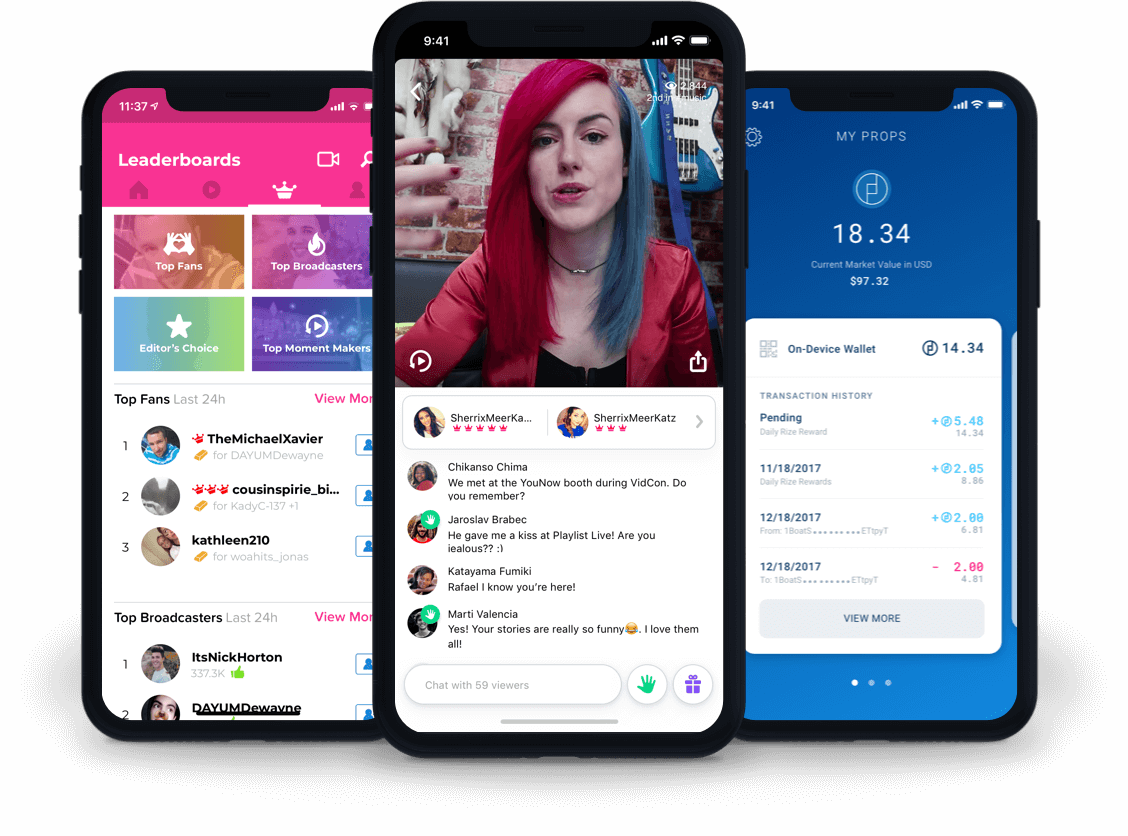 11:37
Leaderboards
Top Fans
Top Broadcasters
Editor's Choice
Top Moment Makers
Top Fans Last 24h
View Mor
1
TheMichaelXavier
for DAYUMDewayne
2
cousinspirie_bi...
for KadyC-137 +1
3
kathleen210
for woahits_jonas
Top Broadcasters Last 24h
View Mor
1
ItsNickHorton
337.3K
2
DAYUMDewayne
9:41
2,844
2nd in music
SherrixMeerKa...
SherrixMeerKatz
Chikanso Chima
We met at the YouNow booth during VidCon. Do
you remember?
Jaroslav Brabec
He gave me a kiss at Playlist Live! Are you
jealous?? :)
Katayama Fumiki
Rafael I know you're here!
Marti Valencia
Yes! Your stories are really so funny😂. I love them
all!
Chat with 59 viewers
9:41
MY PROPS
18.34
Current Market Value in USD
$97.32
On-Device Wallet
14.34
TRANSACTION HISTORY
Pending
+ 5.48
Daily Rize Reward
14.34
11/18/2017
+ 2.05
Daily Rize Rewards
8.86
12/18/2017
+ 2.00
From: 1BoatS.........ETtpyT
6.81
12/18/2017
- 2.00
To: 1BoatS.........ETtpyT
4.81
VIEW MORE